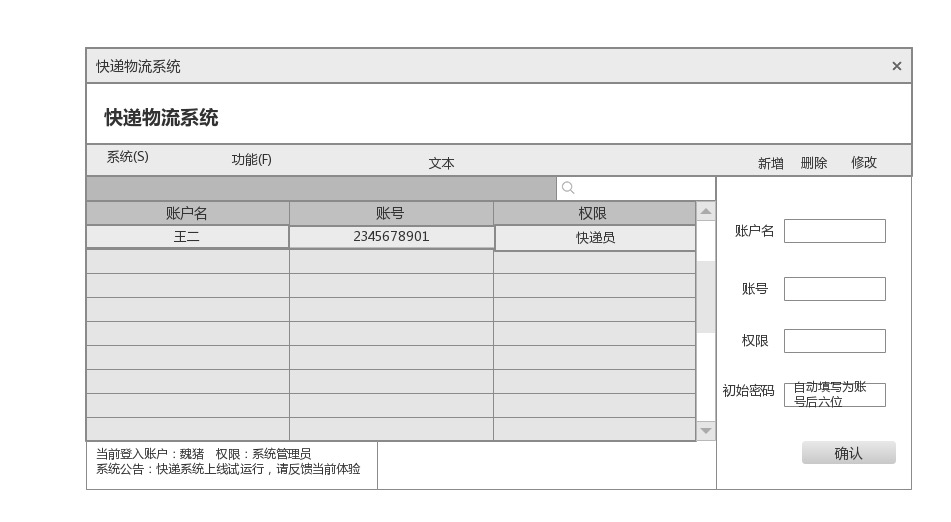 快递物流系统
快递物流系统
系统(S) 功能(F) 文本 新增 删除 修改
账户名 账号 权限
王二 2345678901 快递员
账户名
账号
权限
初始密码 自动填写为账
号后六位
确认
当前登入账户：魏猪 权限：系统管理员
系统公告：快递系统上线试运行，请反馈当前体验